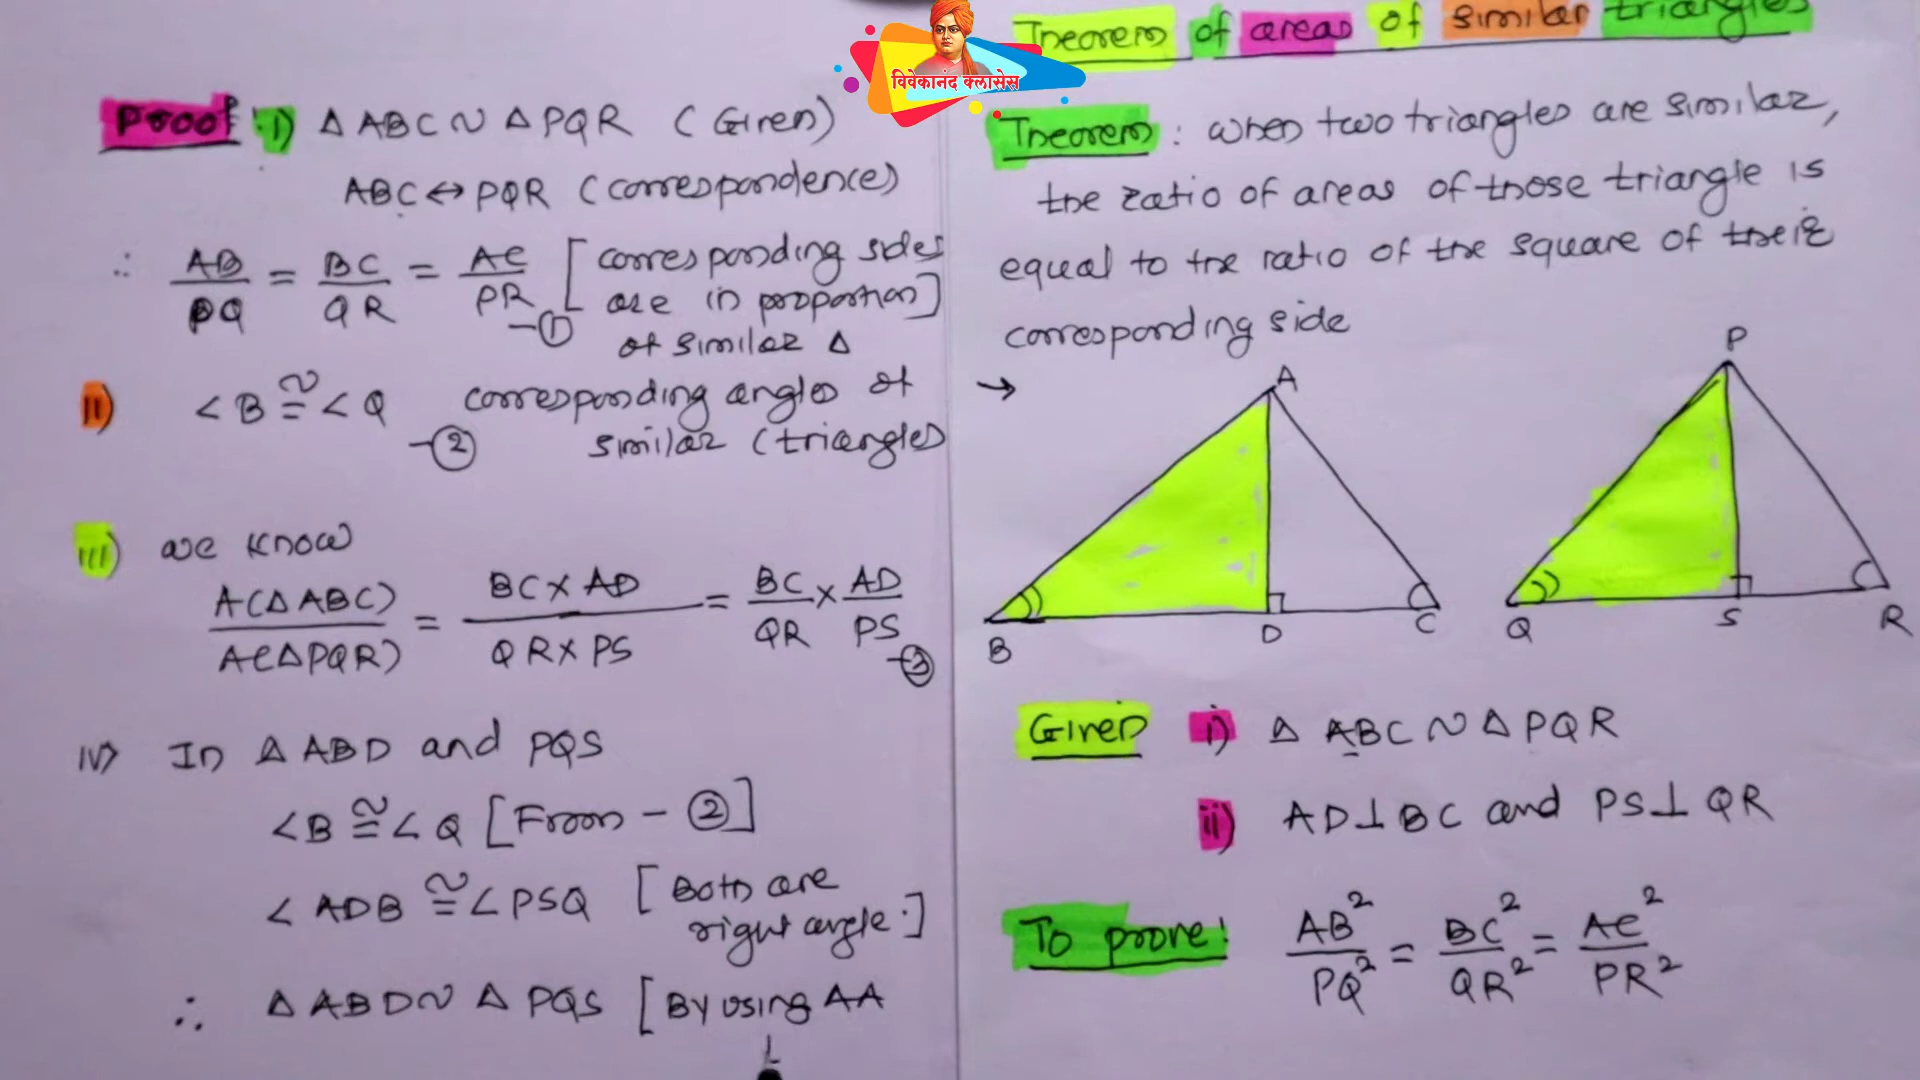 विवेकानंद क्लासेस
Proof i) Δ ABC ~ Δ PQR (Given)
ABC ↔ PQR (correspondences)
∴ AB/PQ = BC/QR = AC/PR - ① [corresponding sides
are in proportion]
of similar Δ
ii) <B ≅ <Q - ② corresponding angles of
similar (triangles
iii) we know
A(ΔABC)/A(ΔPQR) = BC×AD/QR×PS = BC/QR × AD/PS - ③
iv) In Δ ABD and PQS
<B ≅ <Q [From - ②]
<ADB ≅ <PSQ [Both are
right angle.]
∴ Δ ABD ~ Δ PQS [By using AA
Theorem of areas of similar triangles
Theorem : when two triangles are similar,
the ratio of areas of those triangle is
equal to the ratio of the square of their
corresponding side
→
A
P
B
D
C
Q
S
R
Given i) Δ ABC ~ Δ PQR
ii) AD⊥BC and PS⊥QR
To prove! AB²/PQ² = BC²/QR² = AC²/PR²